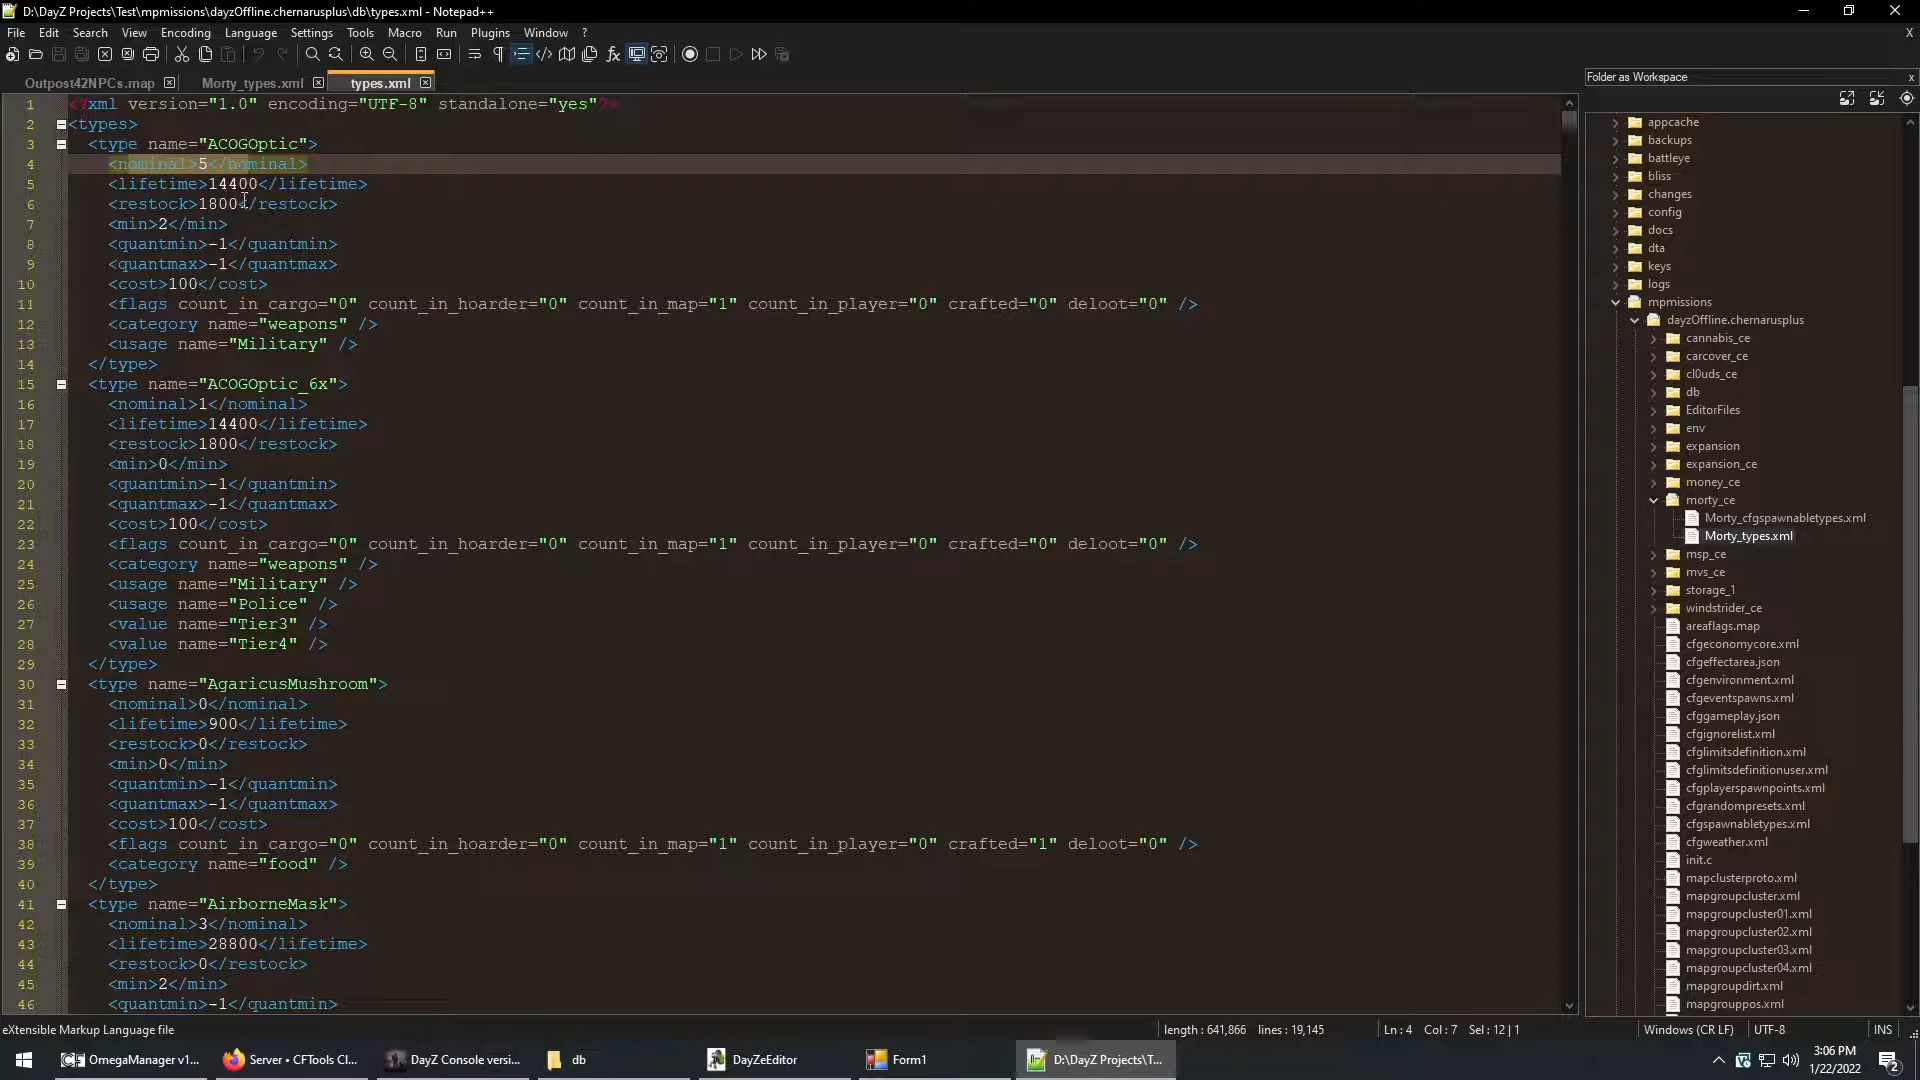 D:\DayZ Projects\Test\mpmissions\dayzOffline.chernarusplus\db\types.xml - Notepad++
File Edit Search View Encoding Language Settings Tools Macro Run Plugins Window ? X
Outpost42NPCs.map Morty_types.xml types.xml
1 <?xml version="1.0" encoding="UTF-8" standalone="yes"?>
2 <types>
3 <type name="ACOGOptic">
4 <nominal>5</nominal>
5 <lifetime>14400</lifetime>
6 <restock>1800</restock>
7 <min>2</min>
8 <quantmin>-1</quantmin>
9 <quantmax>-1</quantmax>
10 <cost>100</cost>
11 <flags count_in_cargo="0" count_in_hoarder="0" count_in_map="1" count_in_player="0" crafted="0" deloot="0" />
12 <category name="weapons" />
13 <usage name="Military" />
14 </type>
15 <type name="ACOGOptic_6x">
16 <nominal>1</nominal>
17 <lifetime>14400</lifetime>
18 <restock>1800</restock>
19 <min>0</min>
20 <quantmin>-1</quantmin>
21 <quantmax>-1</quantmax>
22 <cost>100</cost>
23 <flags count_in_cargo="0" count_in_hoarder="0" count_in_map="1" count_in_player="0" crafted="0" deloot="0" />
24 <category name="weapons" />
25 <usage name="Military" />
26 <usage name="Police" />
27 <value name="Tier3" />
28 <value name="Tier4" />
29 </type>
30 <type name="AgaricusMushroom">
31 <nominal>0</nominal>
32 <lifetime>900</lifetime>
33 <restock>0</restock>
34 <min>0</min>
35 <quantmin>-1</quantmin>
36 <quantmax>-1</quantmax>
37 <cost>100</cost>
38 <flags count_in_cargo="0" count_in_hoarder="0" count_in_map="1" count_in_player="0" crafted="1" deloot="0" />
39 <category name="food" />
40 </type>
41 <type name="AirborneMask">
42 <nominal>3</nominal>
43 <lifetime>28800</lifetime>
44 <restock>0</restock>
45 <min>2</min>
46 <quantmin>-1</quantmin>
Folder as Workspace x
appcache
backups
battleye
bliss
changes
config
docs
dta
keys
logs
mpmissions
dayzOffline.chernarusplus
cannabis_ce
carcover_ce
cl0uds_ce
db
EditorFiles
env
expansion
expansion_ce
money_ce
morty_ce
Morty_cfgspawnabletypes.xml
Morty_types.xml
msp_ce
mvs_ce
storage_1
windstrider_ce
areaflags.map
cfgeconomycore.xml
cfgeffectarea.json
cfgenvironment.xml
cfgeventspawns.xml
cfggameplay.json
cfgignorelist.xml
cfglimitsdefinition.xml
cfglimitsdefinitionuser.xml
cfgplayerspawnpoints.xml
cfgrandompresets.xml
cfgspawnabletypes.xml
cfgweather.xml
init.c
mapclusterproto.xml
mapgroupcluster.xml
mapgroupcluster01.xml
mapgroupcluster02.xml
mapgroupcluster03.xml
mapgroupcluster04.xml
mapgroupdirt.xml
mapgrouppos.xml
eXtensible Markup Language file length : 641,866 lines : 19,145 Ln : 4 Col : 7 Sel : 12 | 1 Windows (CR LF) UTF-8 INS
OmegaManager v1... Server • CFTools Cl... DayZ Console versi... db DayZeEditor Form1 D:\DayZ Projects\T... 3:06 PM
1/22/2022 2